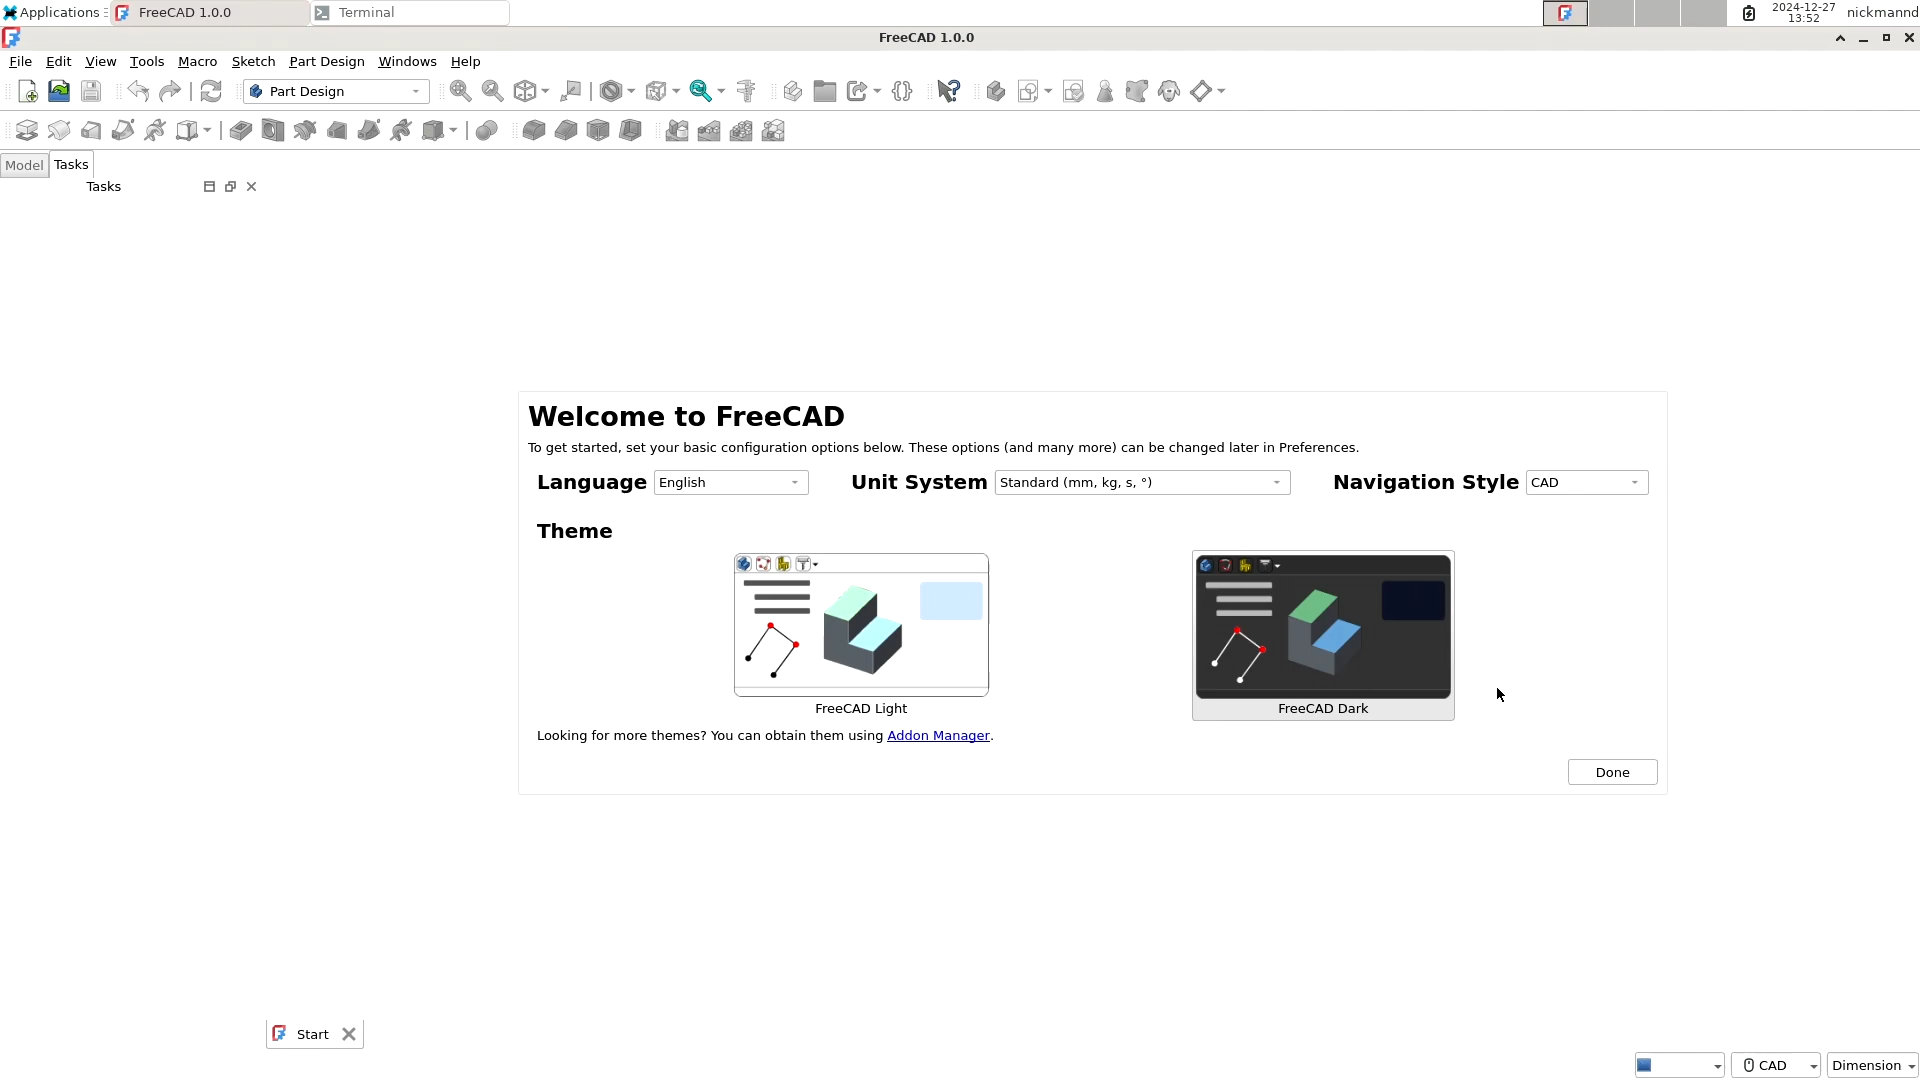 Applications
FreeCAD 1.0.0
Terminal
2024-12-27
13:52
nickmannd
FreeCAD 1.0.0
File Edit View Tools Macro Sketch Part Design Windows Help
Part Design
Model
Tasks
Tasks
Welcome to FreeCAD
To get started, set your basic configuration options below. These options (and many more) can be changed later in Preferences.
Language English Unit System Standard (mm, kg, s, °) Navigation Style CAD
Theme
FreeCAD Light
FreeCAD Dark
Looking for more themes? You can obtain them using Addon Manager.
Done
Start
CAD
Dimension